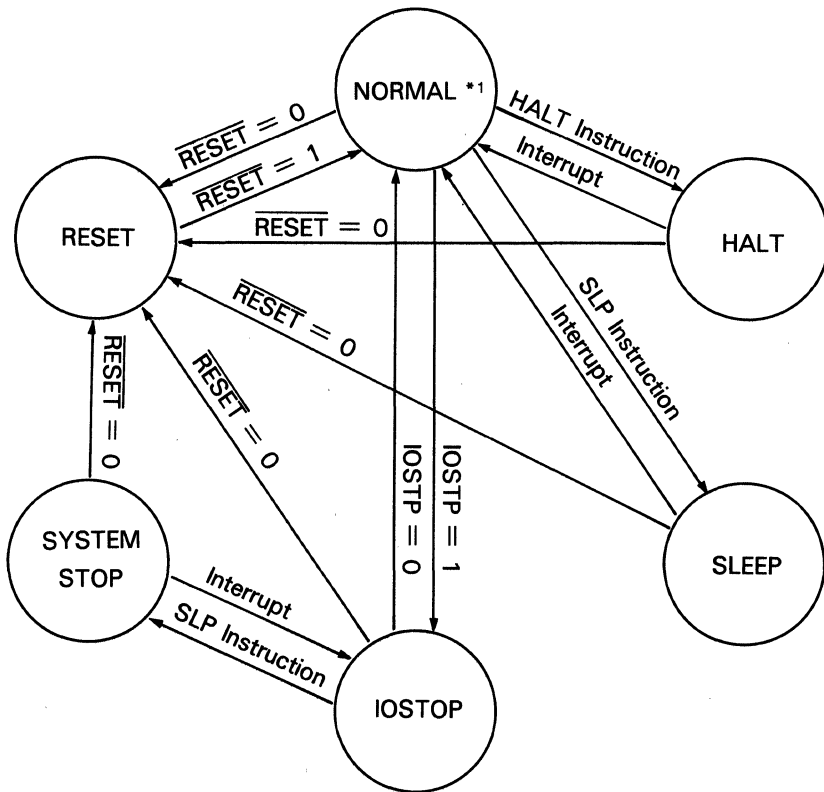 NORMAL *1
RESET = 0
RESET = 1
HALT Instruction
Interrupt
RESET
RESET = 0
HALT
RESET = 0
SLP Instruction
Interrupt
RESET = 0
RESET = 0
IOSTP = 0
IOSTP = 1
SYSTEM
STOP
Interrupt
SLP Instruction
SLEEP
IOSTOP